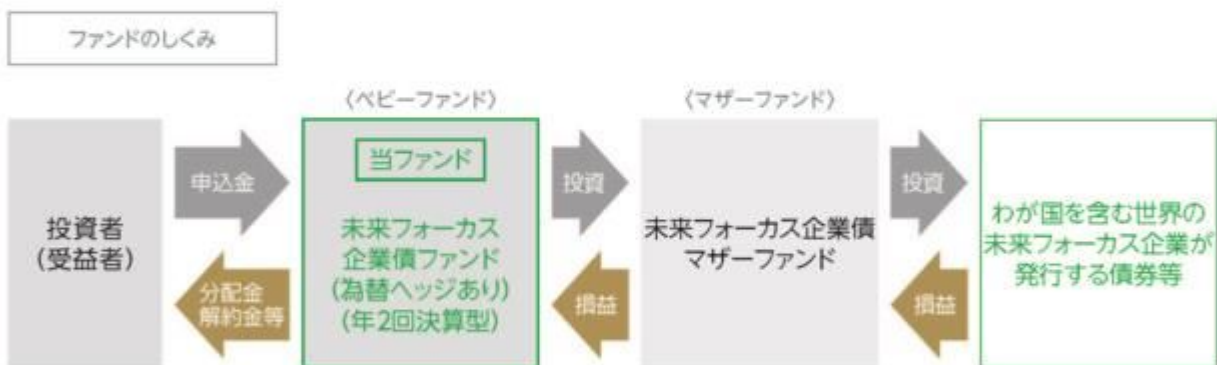 ファンドのしくみ
〈ベビーファンド〉
〈マザーファンド〉
投資者
(受益者)
申込金
分配金
解約金等
当ファンド
未来フォーカス
企業債ファンド
(為替ヘッジあり)
(年2回決算型)
投資
損益
未来フォーカス企業債
マザーファンド
投資
損益
わが国を含む世界の
未来フォーカス企業が
発行する債券等